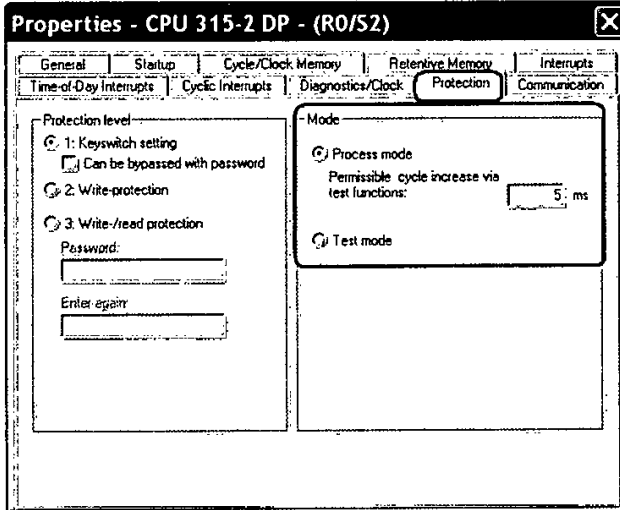 Properties - CPU 315-2 DP - (R0/S2)
General Startup Cycle/Clock Memory Retentive Memory Interrupts
Time-of-Day Interrupts Cyclic Interrupts Diagnostics/Clock Protection Communication
Protection level
1: Keyswitch setting
Can be bypassed with password
2: Write-protection
3: Write-/read protection
Password:
Enter again:
Mode
Process mode
Permissible cycle increase via
test functions:
5 ms
Test mode